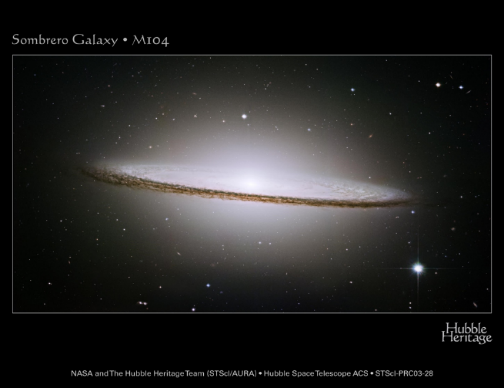 Sombrero Galaxy • M104
Hubble
Heritage
NASA and The Hubble Heritage Team (STScI/AURA) • Hubble Space Telescope ACS • STScI-PRC03-28